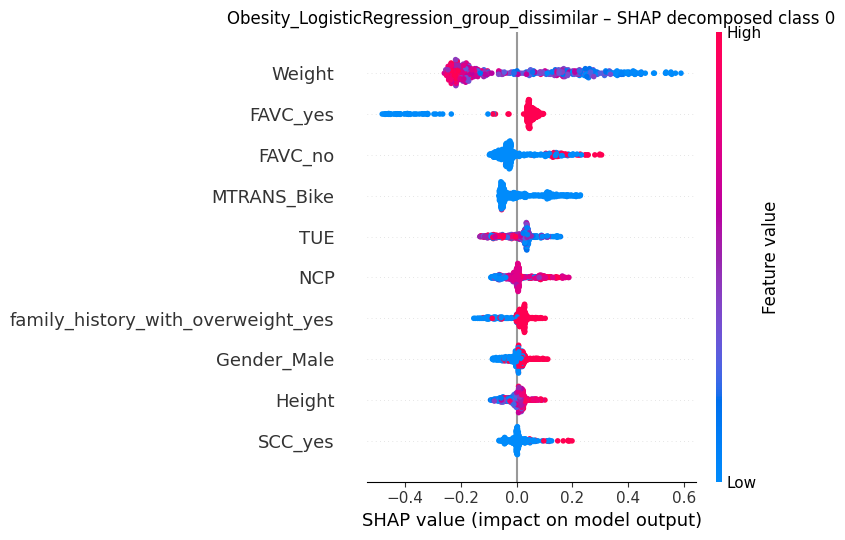 Obesity_LogisticRegression_group_dissimilar – SHAP decomposed class 0
High
Weight
FAVC_yes
FAVC_no
MTRANS_Bike
TUE
NCP
family_history_with_overweight_yes
Gender_Male
Height
SCC_yes
Feature value
Low
−0.4 −0.2 0.0 0.2 0.4 0.6
SHAP value (impact on model output)